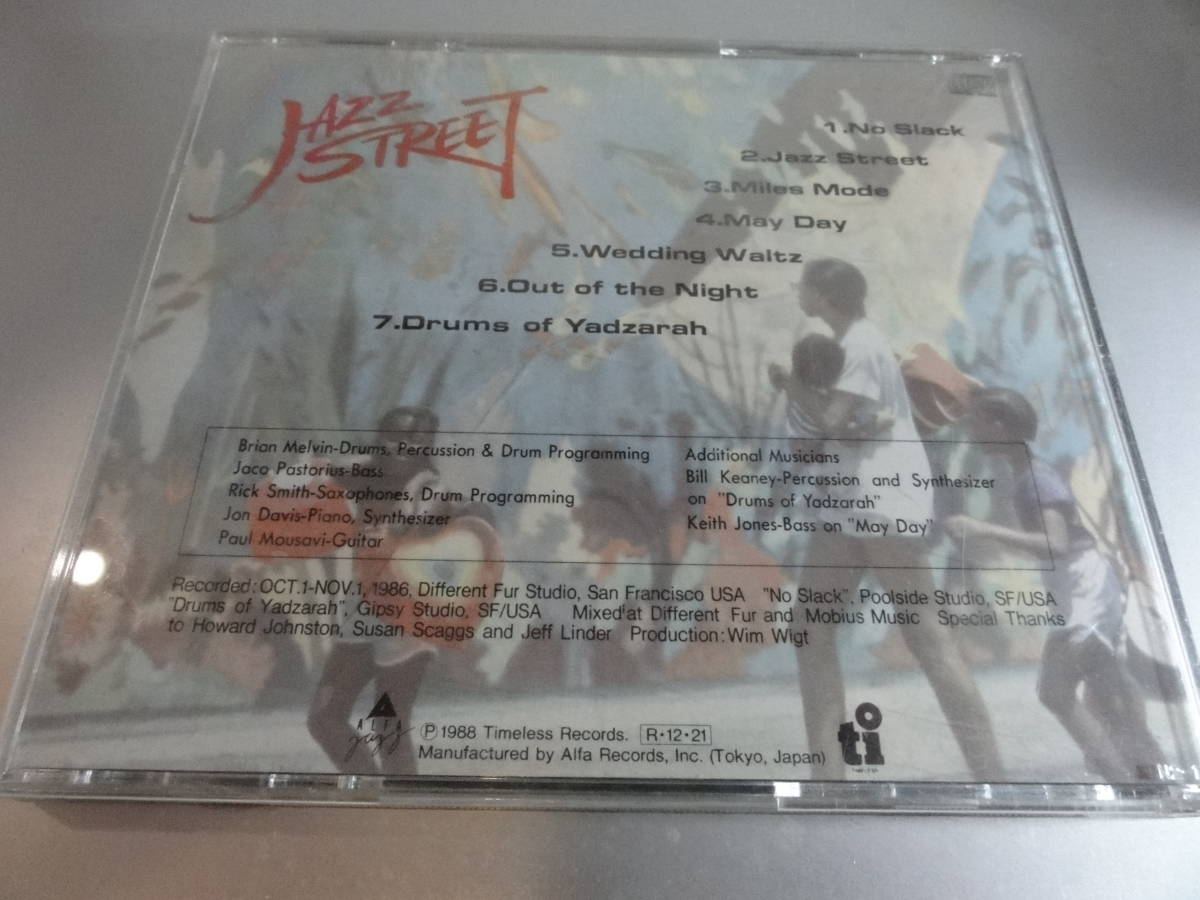 JAZZ
STREET
1.No Slack
2.Jazz Street
3.Miles Mode
4.May Day
5.Wedding Waltz
6.Out of the Night
7.Drums of Yadzarah
Brian Melvin-Drums, Percussion & Drum Programming
Jaco Pastorius-Bass
Rick Smith-Saxophones, Drum Programming
Jon Davis-Piano, Synthesizer
Paul Mousavi-Guitar
Additional Musicians
Bill Keaney-Percussion and Synthesizer
on "Drums of Yadzarah"
Keith Jones-Bass on "May Day"
Recorded: OCT.1-NOV.1, 1986, Different Fur Studio, San Francisco USA "No Slack", Poolside Studio, SF/USA
"Drums of Yadzarah", Gipsy Studio, SF/USA Mixed at Different Fur and Mobius Music Special Thanks
to Howard Johnston, Susan Scaggs and Jeff Linder Production: Wim Wigt
ALFA
jazz
Ⓟ1988 Timeless Records. R·12·21
Manufactured by Alfa Records, Inc. (Tokyo, Japan)
ti